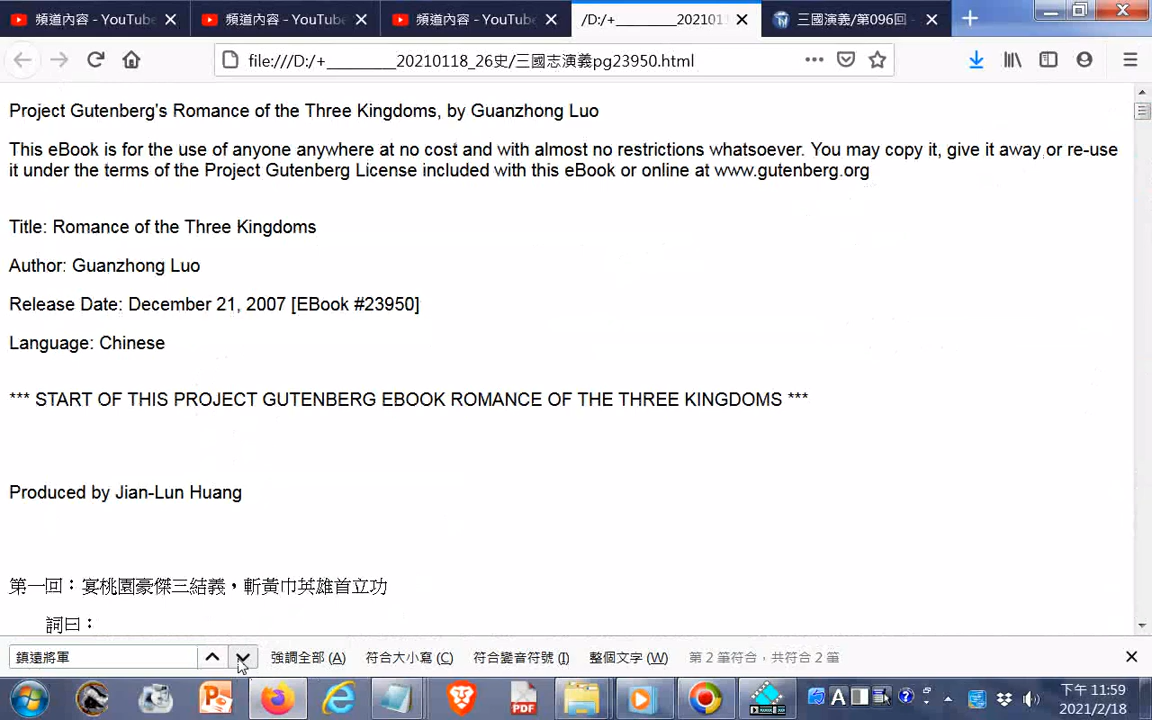 頻道內容 - YouTube
頻道內容 - YouTube
頻道內容 - YouTube
/D:/+_________2021011
三國演義/第096回 -
file:///D:/+_________20210118_26史/三國志演義pg23950.html
Project Gutenberg's Romance of the Three Kingdoms, by Guanzhong Luo
This eBook is for the use of anyone anywhere at no cost and with almost no restrictions whatsoever. You may copy it, give it away or re-use
it under the terms of the Project Gutenberg License included with this eBook or online at www.gutenberg.org
Title: Romance of the Three Kingdoms
Author: Guanzhong Luo
Release Date: December 21, 2007 [EBook #23950]
Language: Chinese
*** START OF THIS PROJECT GUTENBERG EBOOK ROMANCE OF THE THREE KINGDOMS ***
Produced by Jian-Lun Huang
第一回：宴桃園豪傑三結義，斬黃巾英雄首立功
詞曰：
鎮遠將軍
強調全部 (A)
符合大小寫 (C)
符合變音符號 (I)
整個文字 (W)
第 2 筆符合，共符合 2 筆
PDF
A
下午 11:59
2021/2/18